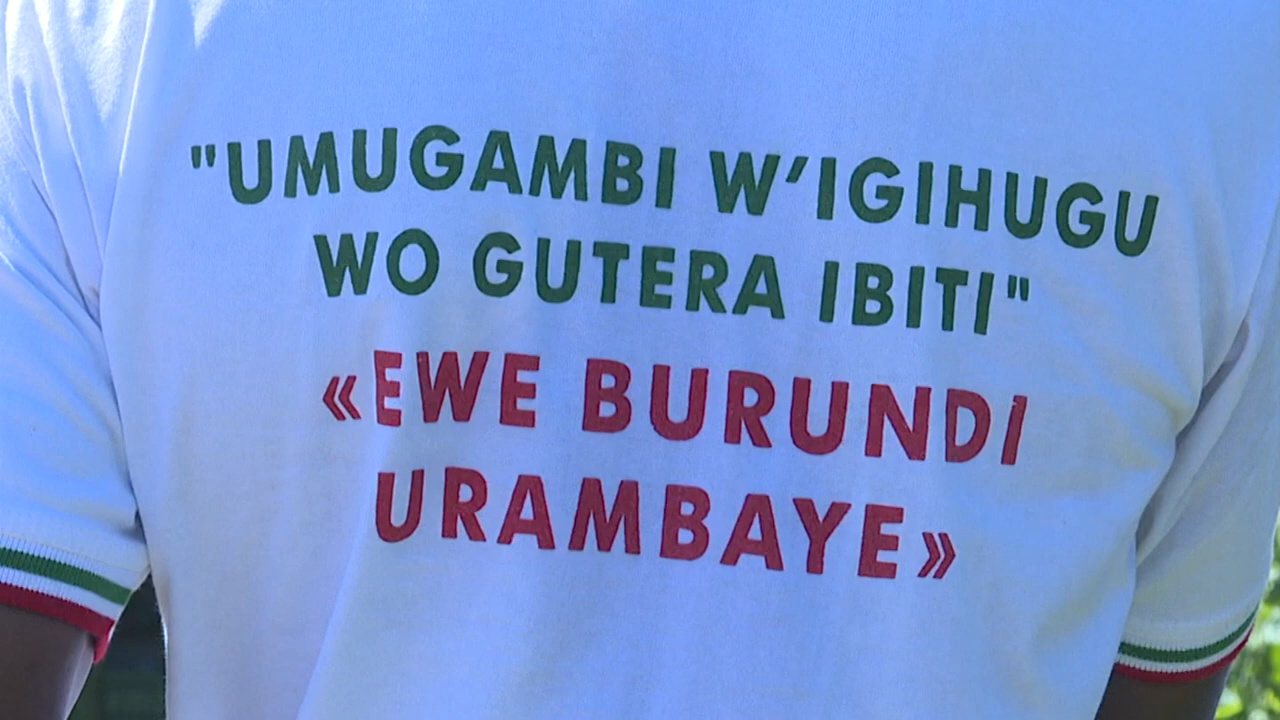 "UMUGAMBI W'IGIHUGU
WO GUTERA IBITI"
«EWE BURUNDI
URAMBAYE»